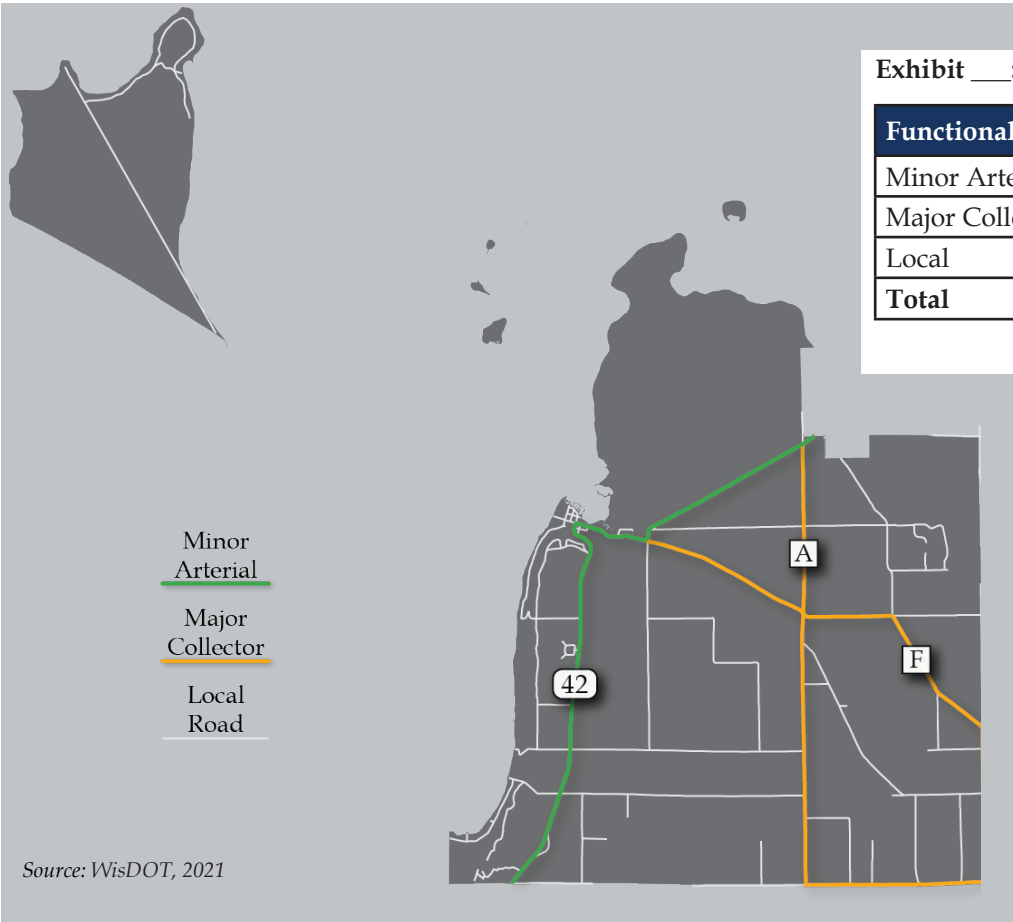 Exhibit ___:
Functional
Minor Arte
Major Colle
Local
Total
Minor
Arterial
Major
Collector
Local
Road
A
F
42
Source: WisDOT, 2021